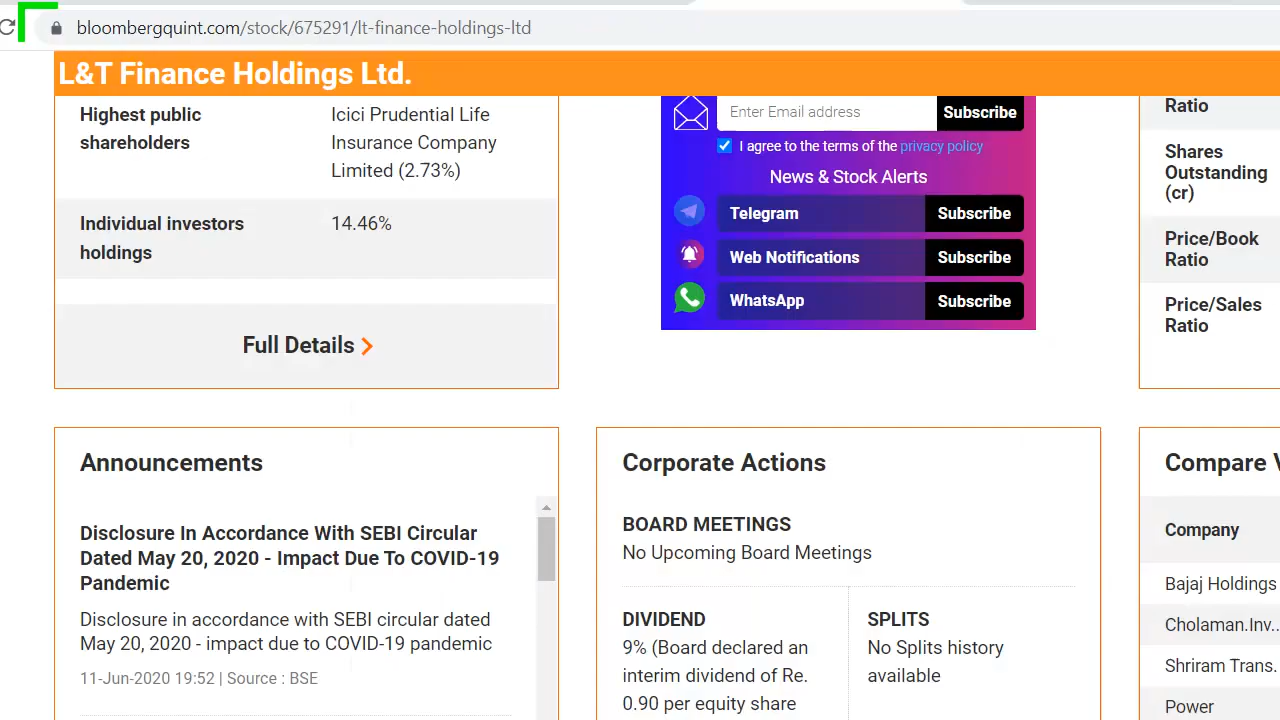 bloombergquint.com/stock/675291/lt-finance-holdings-ltd
L&T Finance Holdings Ltd.
Highest public
shareholders
Icici Prudential Life
Insurance Company
Limited (2.73%)
Individual investors
holdings
14.46%
Full Details
Enter Email address
Subscribe
I agree to the terms of the privacy policy
News & Stock Alerts
Telegram
Subscribe
Web Notifications
Subscribe
WhatsApp
Subscribe
Ratio
Shares
Outstanding
(cr)
Price/Book
Ratio
Price/Sales
Ratio
Announcements
Disclosure In Accordance With SEBI Circular
Dated May 20, 2020 - Impact Due To COVID-19
Pandemic
Disclosure in accordance with SEBI circular dated
May 20, 2020 - impact due to COVID-19 pandemic
11-Jun-2020 19:52 | Source : BSE
Corporate Actions
BOARD MEETINGS
No Upcoming Board Meetings
DIVIDEND
9% (Board declared an
interim dividend of Re.
0.90 per equity share
SPLITS
No Splits history
available
Compare
Company
Bajaj Holdings
Cholaman.Inv..
Shriram Trans.
Power